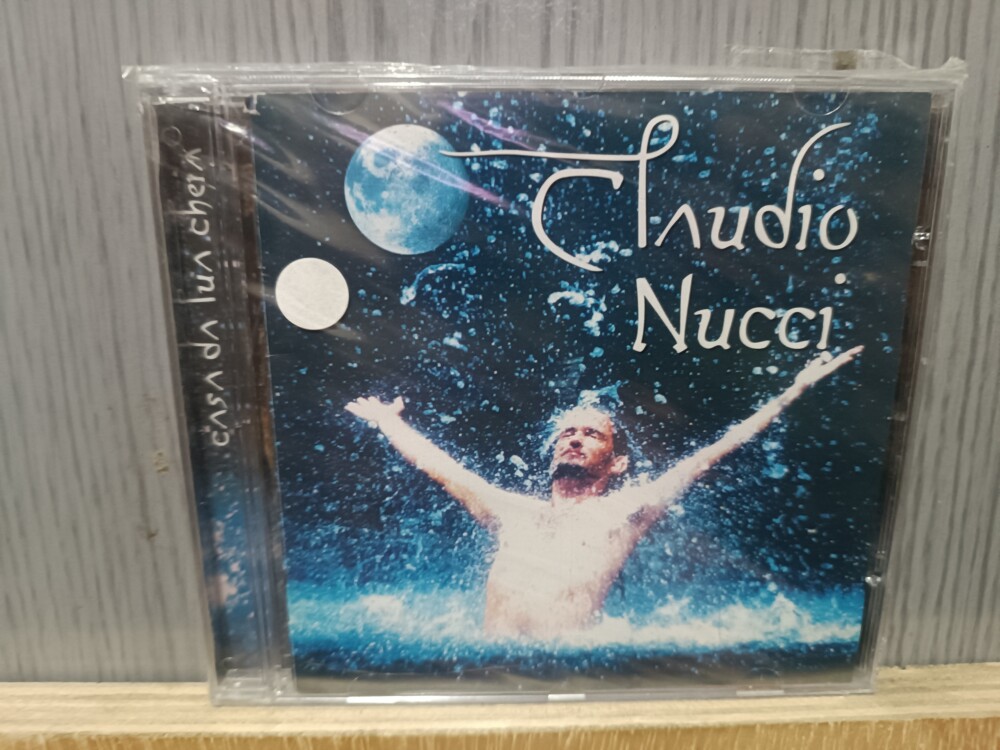 Claudio
Nucci
casa da lua cheia